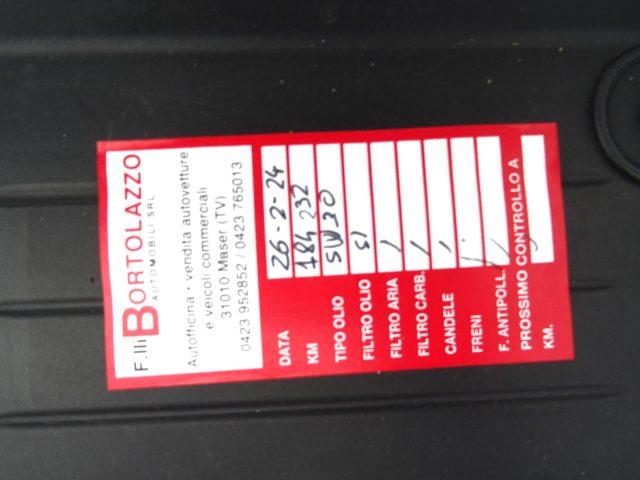 F.lli BORTOLAZZO
AUTOMOBILI SRL
Autofficina - vendita autovetture
e veicoli commerciali
31010 Maser (TV)
0423 952852 / 0423 765013
DATA 26-2-24
KM 184232
TIPO OLIO 5W30
FILTRO OLIO SI
FILTRO ARIA /
FILTRO CARB. /
CANDELE /
FRENI
F. ANTIPOLL. /
PROSSIMO CONTROLLO A
KM.